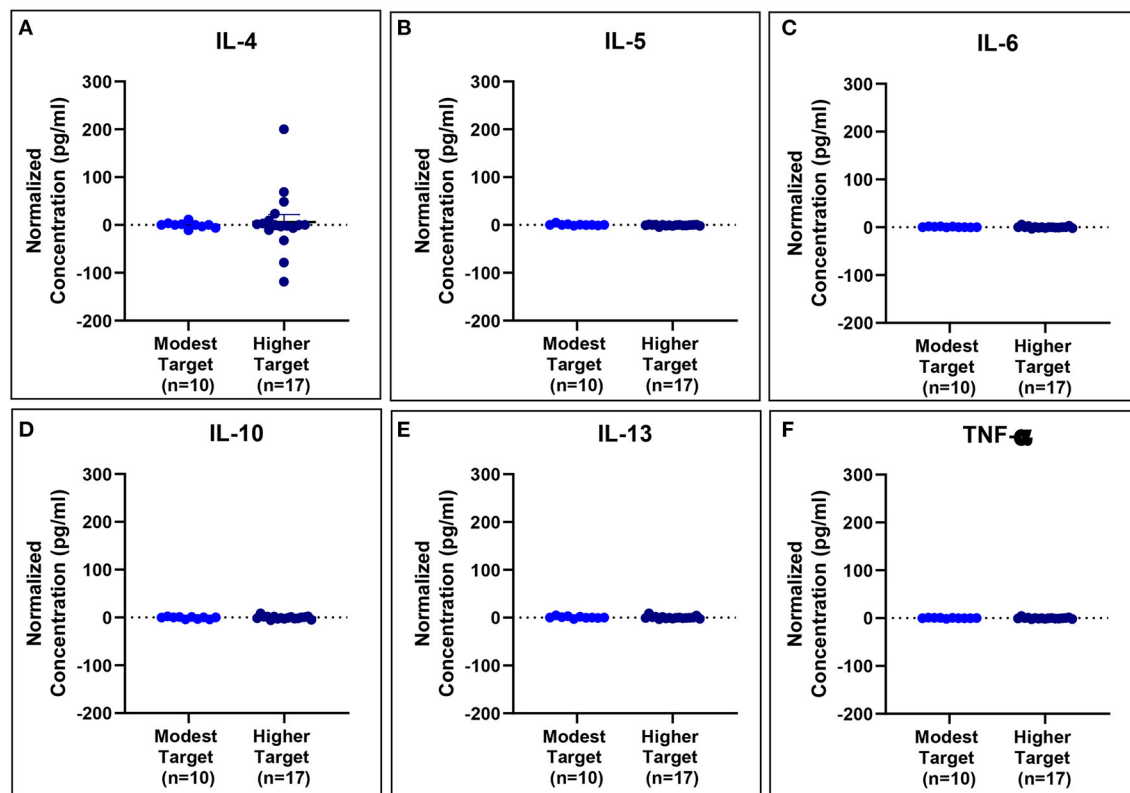 A
IL-4
Normalized
Concentration (pg/ml)
300
200
100
0
-100
-200
Modest
Target
(n=10)
Higher
Target
(n=17)
B
IL-5
Normalized
Concentration (pg/ml)
300
200
100
0
-100
-200
Modest
Target
(n=10)
Higher
Target
(n=17)
C
IL-6
Normalized
Concentration (pg/ml)
300
200
100
0
-100
-200
Modest
Target
(n=10)
Higher
Target
(n=17)
D
IL-10
Normalized
Concentration (pg/ml)
300
200
100
0
-100
-200
Modest
Target
(n=10)
Higher
Target
(n=17)
E
IL-13
Normalized
Concentration (pg/ml)
300
200
100
0
-100
-200
Modest
Target
(n=10)
Higher
Target
(n=17)
F
TNF-α
Normalized
Concentration (pg/ml)
300
200
100
0
-100
-200
Modest
Target
(n=10)
Higher
Target
(n=17)